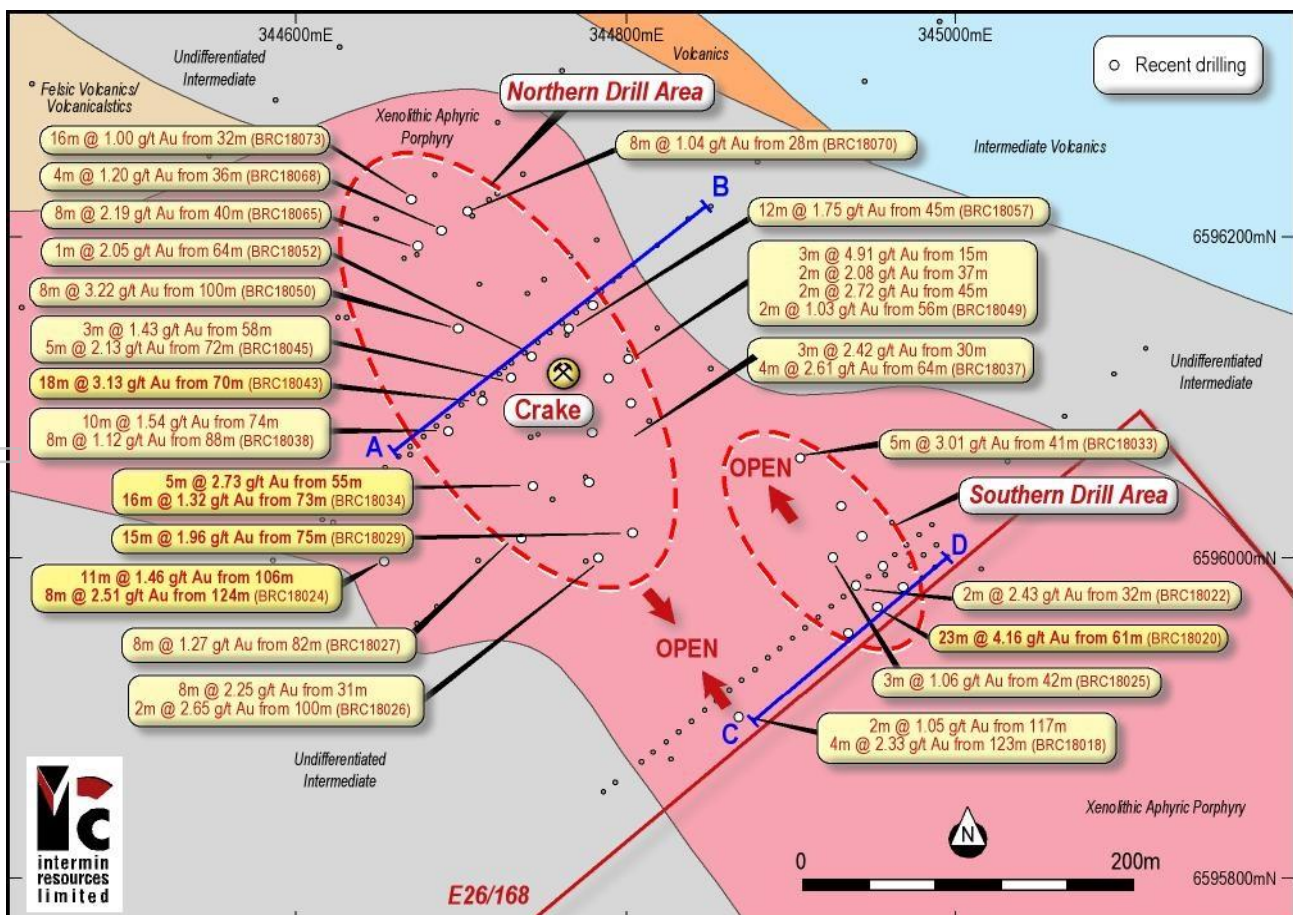 344600mE
344800mE
345000mE
Undifferentiated
Intermediate
Volcanics
Recent drilling
Felsic Volcanics/
Volcanicalstics
Northern Drill Area
Xenolithic Aphyric
Porphyry
Intermediate Volcanics
16m @ 1.00 g/t Au from 32m (BRC18073)
8m @ 1.04 g/t Au from 28m (BRC18070)
4m @ 1.20 g/t Au from 36m (BRC18068)
B
8m @ 2.19 g/t Au from 40m (BRC18065)
12m @ 1.75 g/t Au from 45m (BRC18057)
6596200mN
1m @ 2.05 g/t Au from 64m (BRC18052)
3m @ 4.91 g/t Au from 15m
2m @ 2.08 g/t Au from 37m
2m @ 2.72 g/t Au from 45m
2m @ 1.03 g/t Au from 56m (BRC18049)
8m @ 3.22 g/t Au from 100m (BRC18050)
3m @ 1.43 g/t Au from 58m
5m @ 2.13 g/t Au from 72m (BRC18045)
3m @ 2.42 g/t Au from 30m
4m @ 2.61 g/t Au from 64m (BRC18037)
Undifferentiated
Intermediate
18m @ 3.13 g/t Au from 70m (BRC18043)
Crake
10m @ 1.54 g/t Au from 74m
8m @ 1.12 g/t Au from 88m (BRC18038)
A
5m @ 3.01 g/t Au from 41m (BRC18033)
OPEN
5m @ 2.73 g/t Au from 55m
16m @ 1.32 g/t Au from 73m (BRC18034)
Southern Drill Area
15m @ 1.96 g/t Au from 75m (BRC18029)
D
6596000mN
11m @ 1.46 g/t Au from 106m
8m @ 2.51 g/t Au from 124m (BRC18024)
2m @ 2.43 g/t Au from 32m (BRC18022)
8m @ 1.27 g/t Au from 82m (BRC18027)
23m @ 4.16 g/t Au from 61m (BRC18020)
OPEN
3m @ 1.06 g/t Au from 42m (BRC18025)
8m @ 2.25 g/t Au from 31m
2m @ 2.65 g/t Au from 100m (BRC18026)
C
2m @ 1.05 g/t Au from 117m
4m @ 2.33 g/t Au from 123m (BRC18018)
Undifferentiated
Intermediate
Xenolithic Aphyric Porphyry
N
intermin
resources
limited
0
200m
E26/168
6595800mN